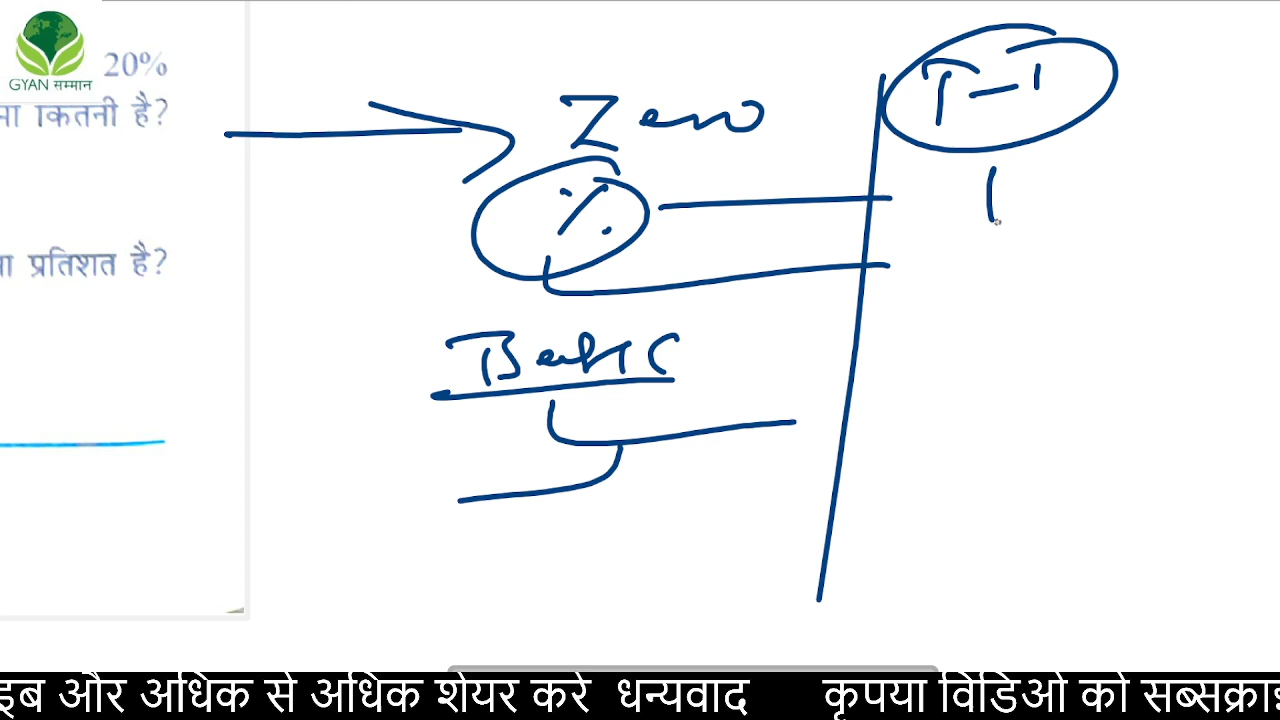 GYAN सम्मान
20%
मा कितनी है?
ा प्रतिशत है?
Zero
%
Basic
T-1
1
इब और अधिक से अधिक शेयर करे धन्यवाद कृपया विडिओ को सब्सक्राइ